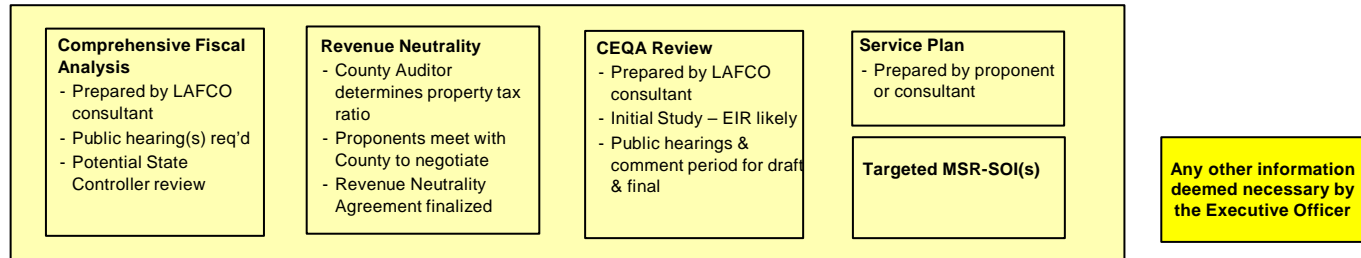 Comprehensive Fiscal
Analysis
- Prepared by LAFCO
consultant
- Public hearing(s) req'd
- Potential State
Controller review
Revenue Neutrality
- County Auditor
determines property tax
ratio
- Proponents meet with
County to negotiate
- Revenue Neutrality
Agreement finalized
CEQA Review
- Prepared by LAFCO
consultant
- Initial Study – EIR likely
- Public hearings &
comment period for draft
& final
Service Plan
- Prepared by proponent
or consultant
Targeted MSR-SOI(s)
Any other information
deemed necessary by
the Executive Officer